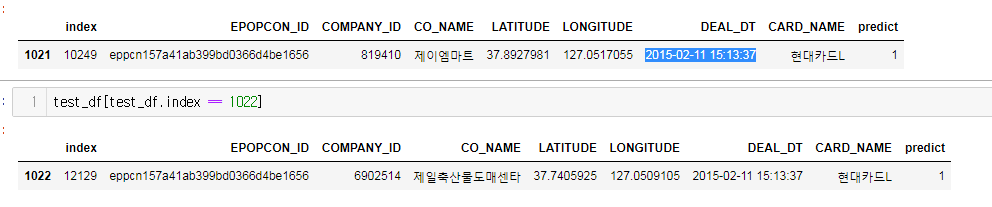 :
index EPOPCON_ID COMPANY_ID CO_NAME LATITUDE LONGITUDE DEAL_DT CARD_NAME predict
1021 10249 eppcn157a41ab399bd0366d4be1656 819410 제이엠마트 37.8927981 127.0517055 2015-02-11 15:13:37 현대카드L 1
: 1 test_df[test_df.index == 1022]
:
index EPOPCON_ID COMPANY_ID CO_NAME LATITUDE LONGITUDE DEAL_DT CARD_NAME predict
1022 12129 eppcn157a41ab399bd0366d4be1656 6902514 제일축산물도매센타 37.7405925 127.0509105 2015-02-11 15:13:37 현대카드L 1